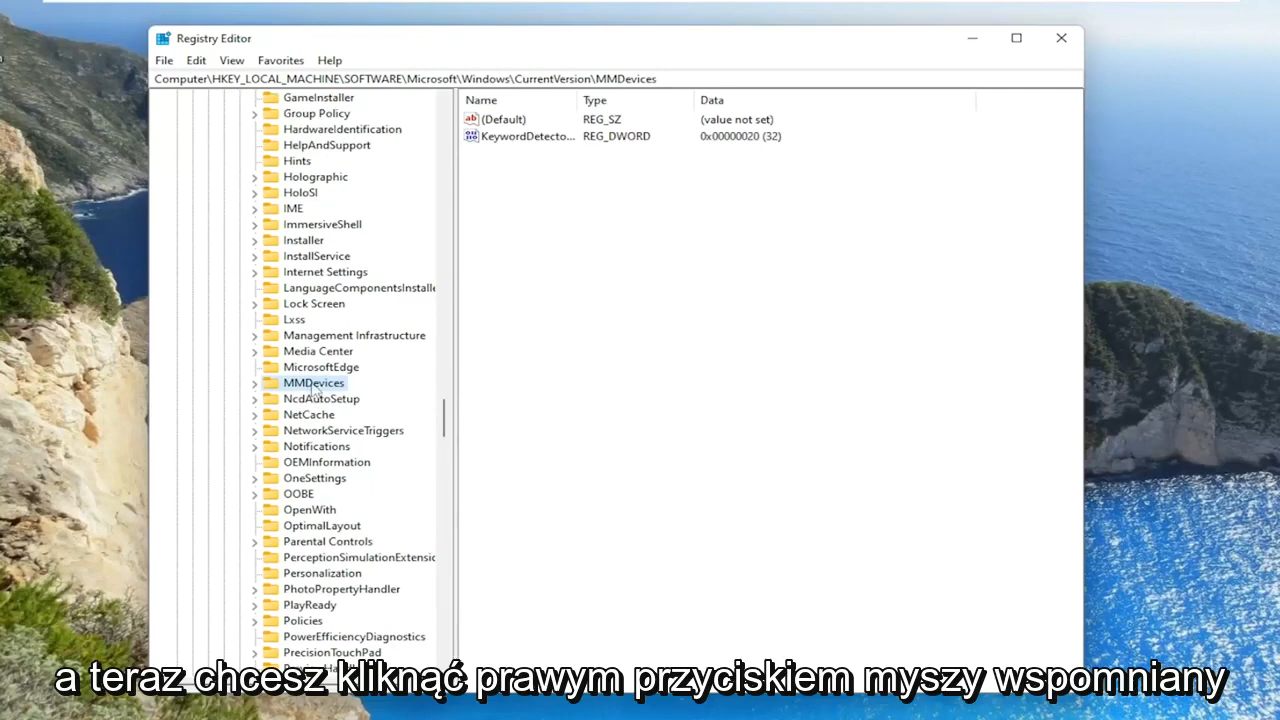 Registry Editor
File Edit View Favorites Help
Computer\HKEY_LOCAL_MACHINE\SOFTWARE\Microsoft\Windows\CurrentVersion\MMDevices
GameInstaller
Group Policy
HardwareIdentification
HelpAndSupport
Hints
Holographic
HoloSI
IME
ImmersiveShell
Installer
InstallService
Internet Settings
LanguageComponentsInstalle
Lock Screen
Lxss
Management Infrastructure
Media Center
MicrosoftEdge
MMDevices
NcdAutoSetup
NetCache
NetworkServiceTriggers
Notifications
OEMInformation
OneSettings
OOBE
OpenWith
OptimalLayout
Parental Controls
PerceptionSimulationExtensio
Personalization
PhotoPropertyHandler
PlayReady
Policies
PowerEfficiencyDiagnostics
PrecisionTouchPad
Name Type Data
(Default) REG_SZ (value not set)
KeywordDetecto... REG_DWORD 0x00000020 (32)
a teraz chcesz kliknąć prawym przyciskiem myszy wspomniany